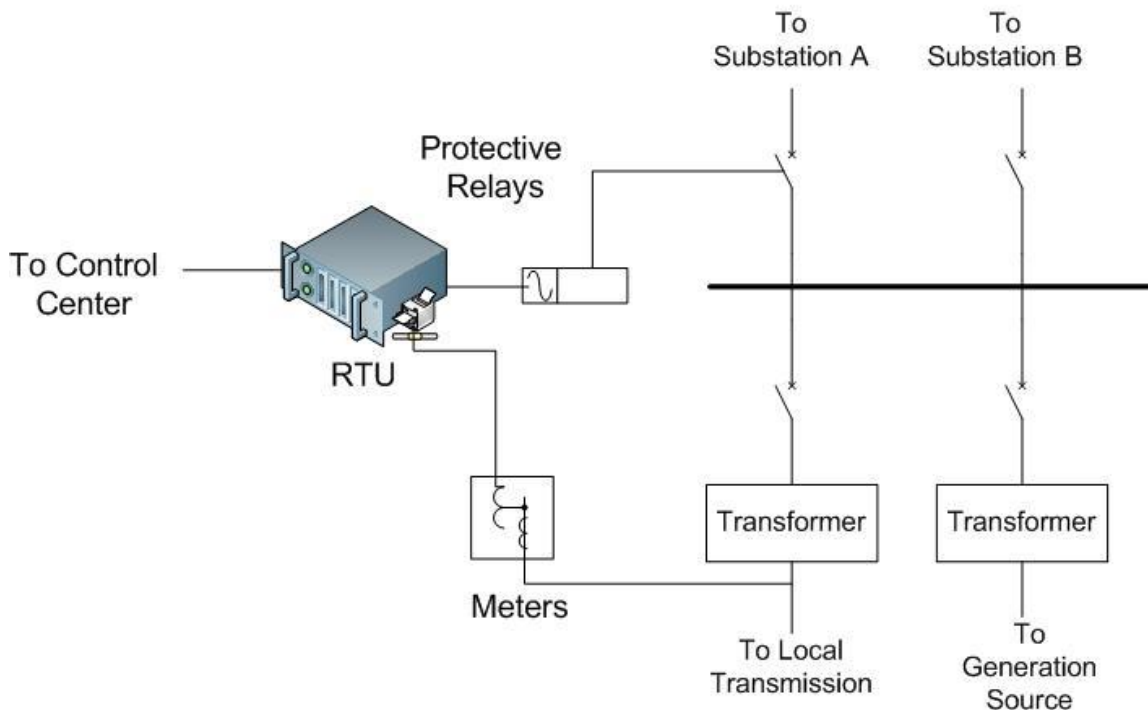 To
Substation A
To
Substation B
Protective
Relays
To Control
Center
RTU
Transformer
Transformer
Meters
To Local
Transmission
To
Generation
Source